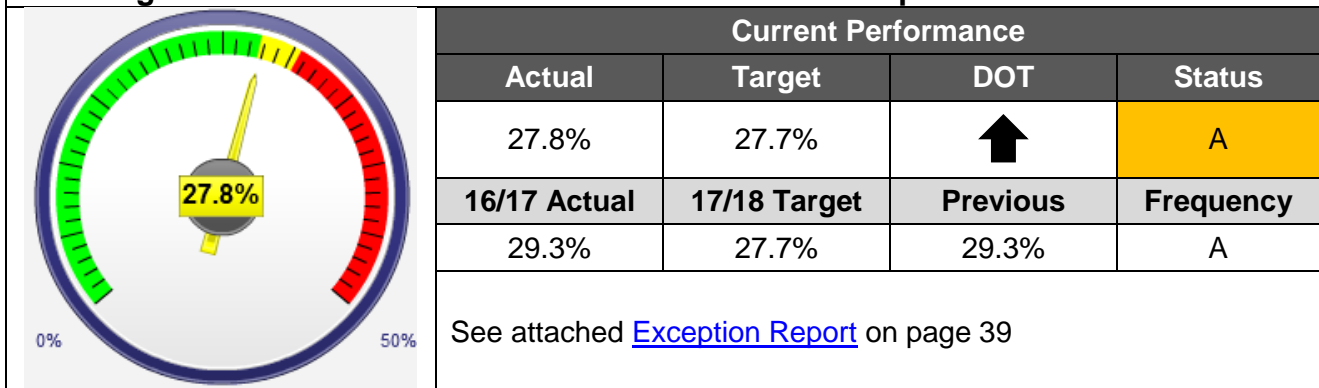 Current Performance
Actual Target DOT Status
27.8% 27.7% A
16/17 Actual 17/18 Target Previous Frequency
29.3% 27.7% 29.3% A
27.8%
0% 50%
See attached Exception Report on page 39